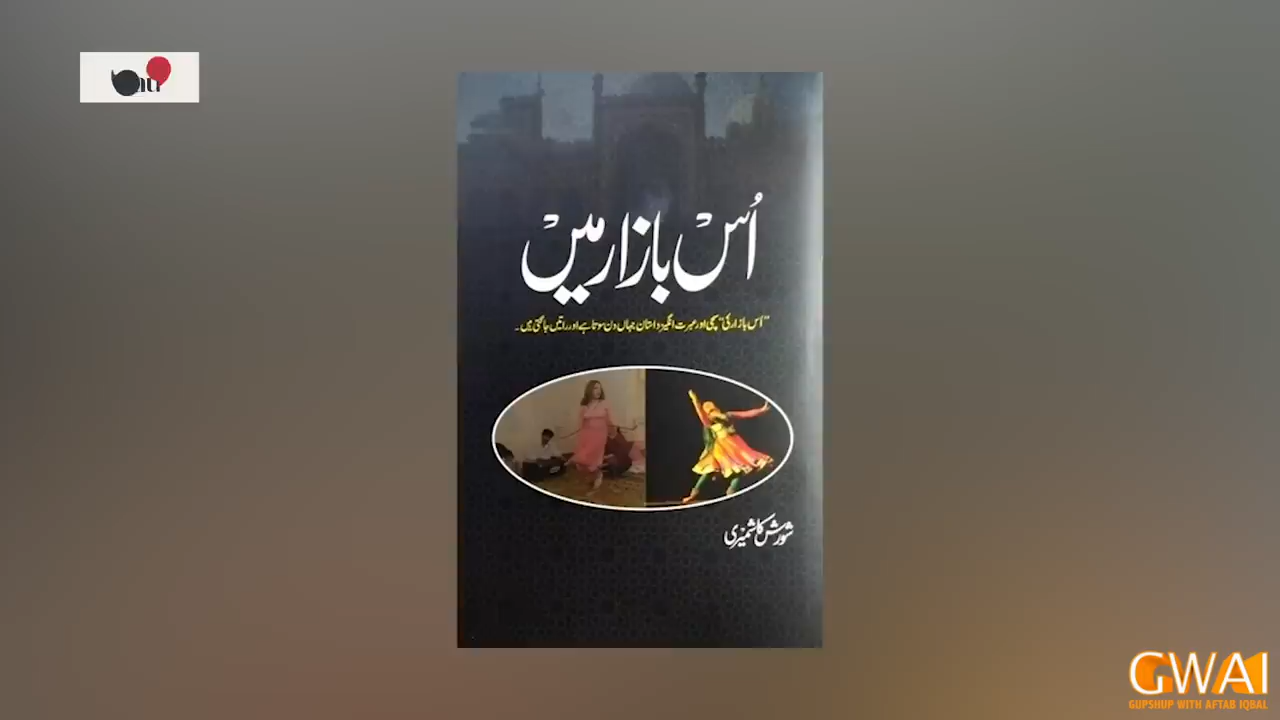 اُس بازار میں
"اُس بازار کی" سچی اور عبرت انگیز داستان جہاں دن سوتا ہے اور راتیں جاگتی ہیں۔
شورش کاشمیری
GWAI
GUPSHUP WITH AFTAB IQBAL